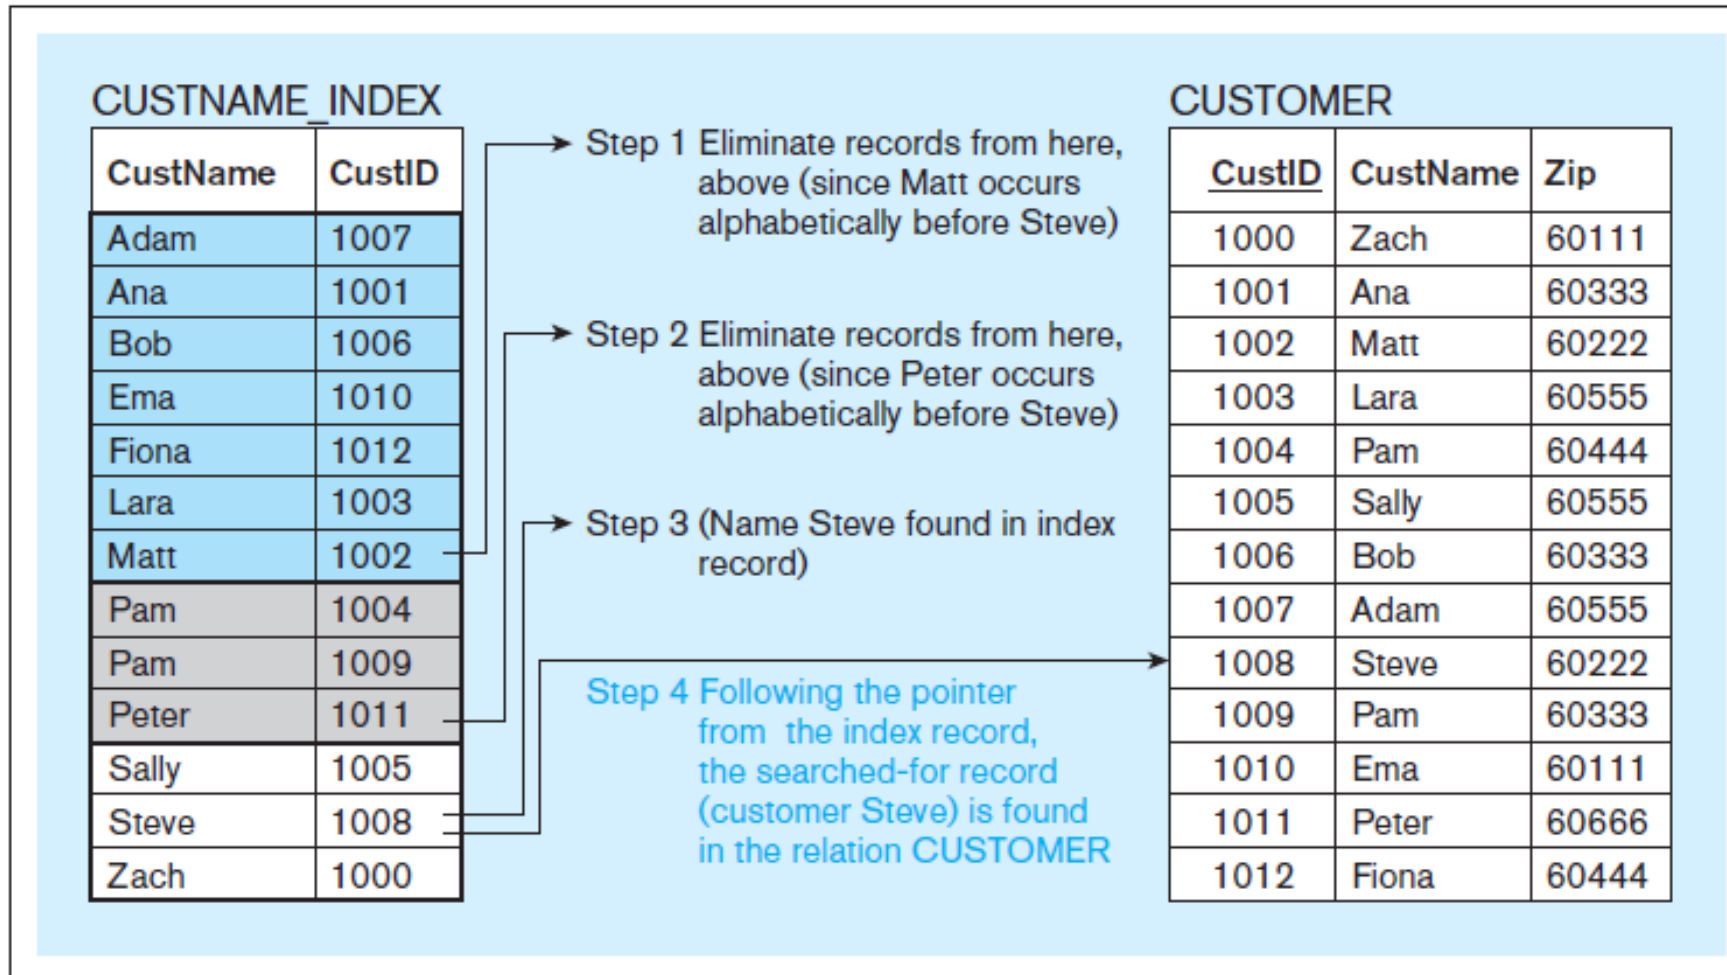 CUSTNAME_INDEX
CustName CustID
Adam 1007
Ana 1001
Bob 1006
Ema 1010
Fiona 1012
Lara 1003
Matt 1002
Pam 1004
Pam 1009
Peter 1011
Sally 1005
Steve 1008
Zach 1000
Step 1 Eliminate records from here,
above (since Matt occurs
alphabetically before Steve)
Step 2 Eliminate records from here,
above (since Peter occurs
alphabetically before Steve)
Step 3 (Name Steve found in index
record)
Step 4 Following the pointer
from the index record,
the searched-for record
(customer Steve) is found
in the relation CUSTOMER
CUSTOMER
CustID CustName Zip
1000 Zach 60111
1001 Ana 60333
1002 Matt 60222
1003 Lara 60555
1004 Pam 60444
1005 Sally 60555
1006 Bob 60333
1007 Adam 60555
1008 Steve 60222
1009 Pam 60333
1010 Ema 60111
1011 Peter 60666
1012 Fiona 60444